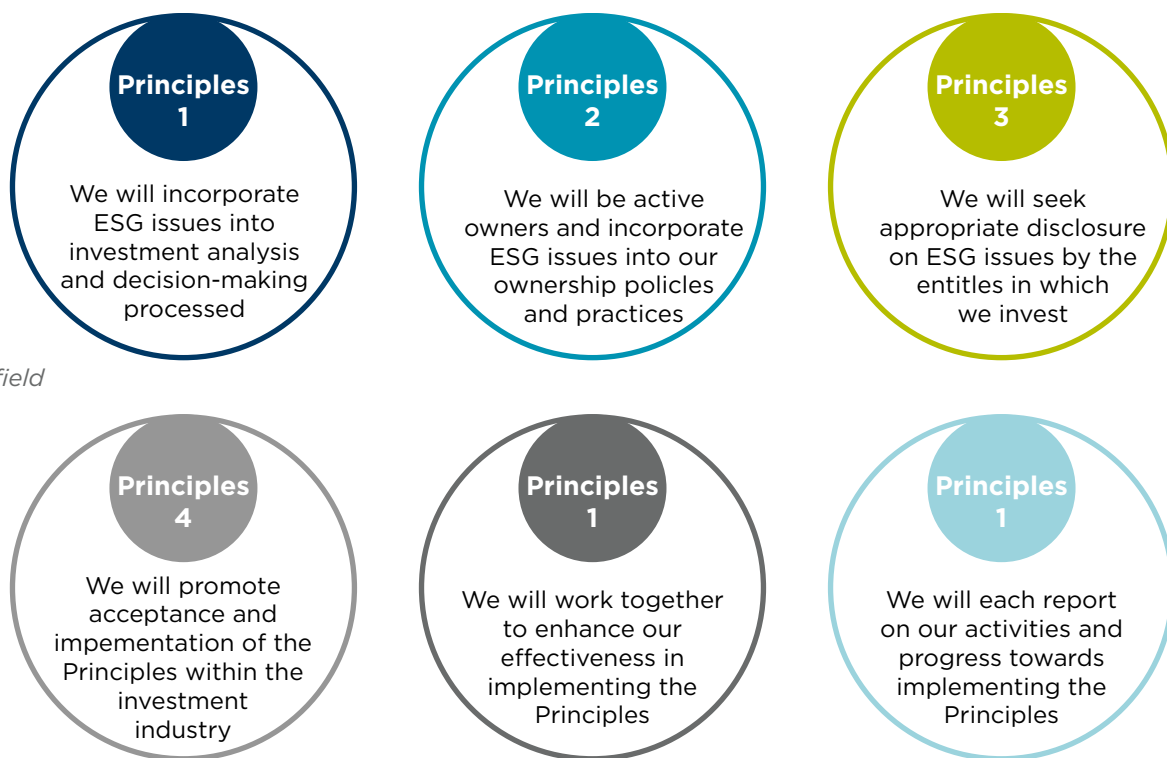 Principles
1
We will incorporate
ESG issues into
investment analysis
and decision-making
processed
Principles
2
We will be active
owners and incorporate
ESG issues into our
ownership policles
and practices
Principles
3
We will seek
appropriate disclosure
on ESG issues by the
entitles in which
we invest
field
Principles
4
We will promote
acceptance and
impementation of the
Principles within the
investment
industry
Principles
1
We will work together
to enhance our
effectiveness in
implementing the
Principles
Principles
1
We will each report
on our activities and
progress towards
implementing the
Principles